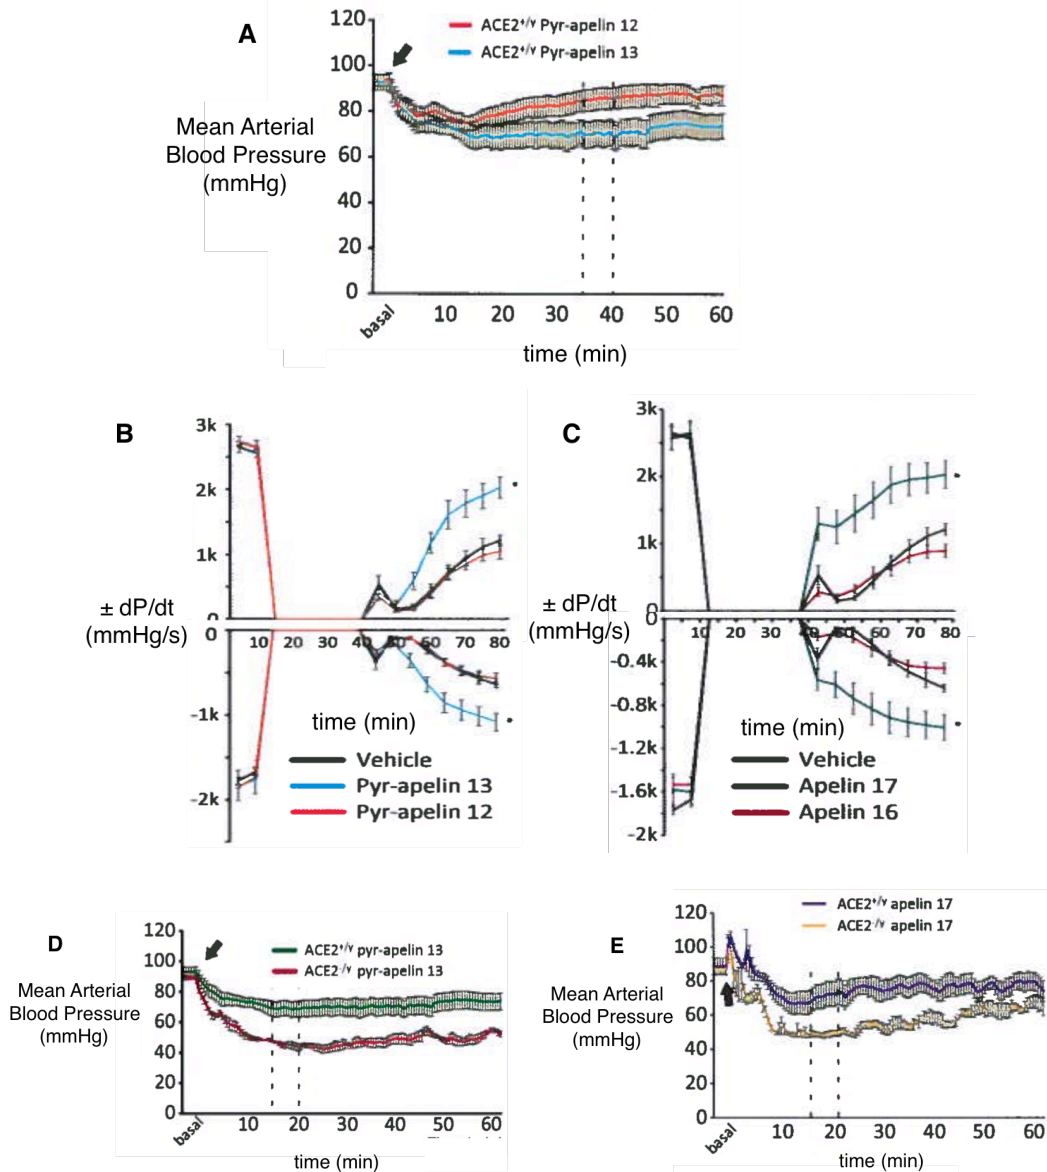 A
120
100
80
60
40
20
0
Mean Arterial
Blood Pressure
(mmHg)
ACE2+/y Pyr-apelin 12
ACE2+/y Pyr-apelin 13
basal 10 20 30 40 50 60
time (min)
B
3k
2k
1k
0
± dP/dt
(mmHg/s)
0
-1k
-2k
10 20 30 40 50 60 70 80
time (min)
Vehicle
Pyr-apelin 13
Pyr-apelin 12
C
3k
2k
1k
0
± dP/dt
(mmHg/s)
0
-0.4k
-0.8k
-1.2k
-1.6k
-2k
10 20 30 40 50 60 70 80
time (min)
Vehicle
Apelin 17
Apelin 16
D
120
100
80
60
40
20
0
Mean Arterial
Blood Pressure
(mmHg)
ACE2+/y pyr-apelin 13
ACE2-/y pyr-apelin 13
basal 10 20 30 40 50 60
time (min)
E
120
100
80
60
40
20
0
Mean Arterial
Blood Pressure
(mmHg)
ACE2+/y apelin 17
ACE2-/y apelin 17
basal 10 20 30 40 50 60
time (min)